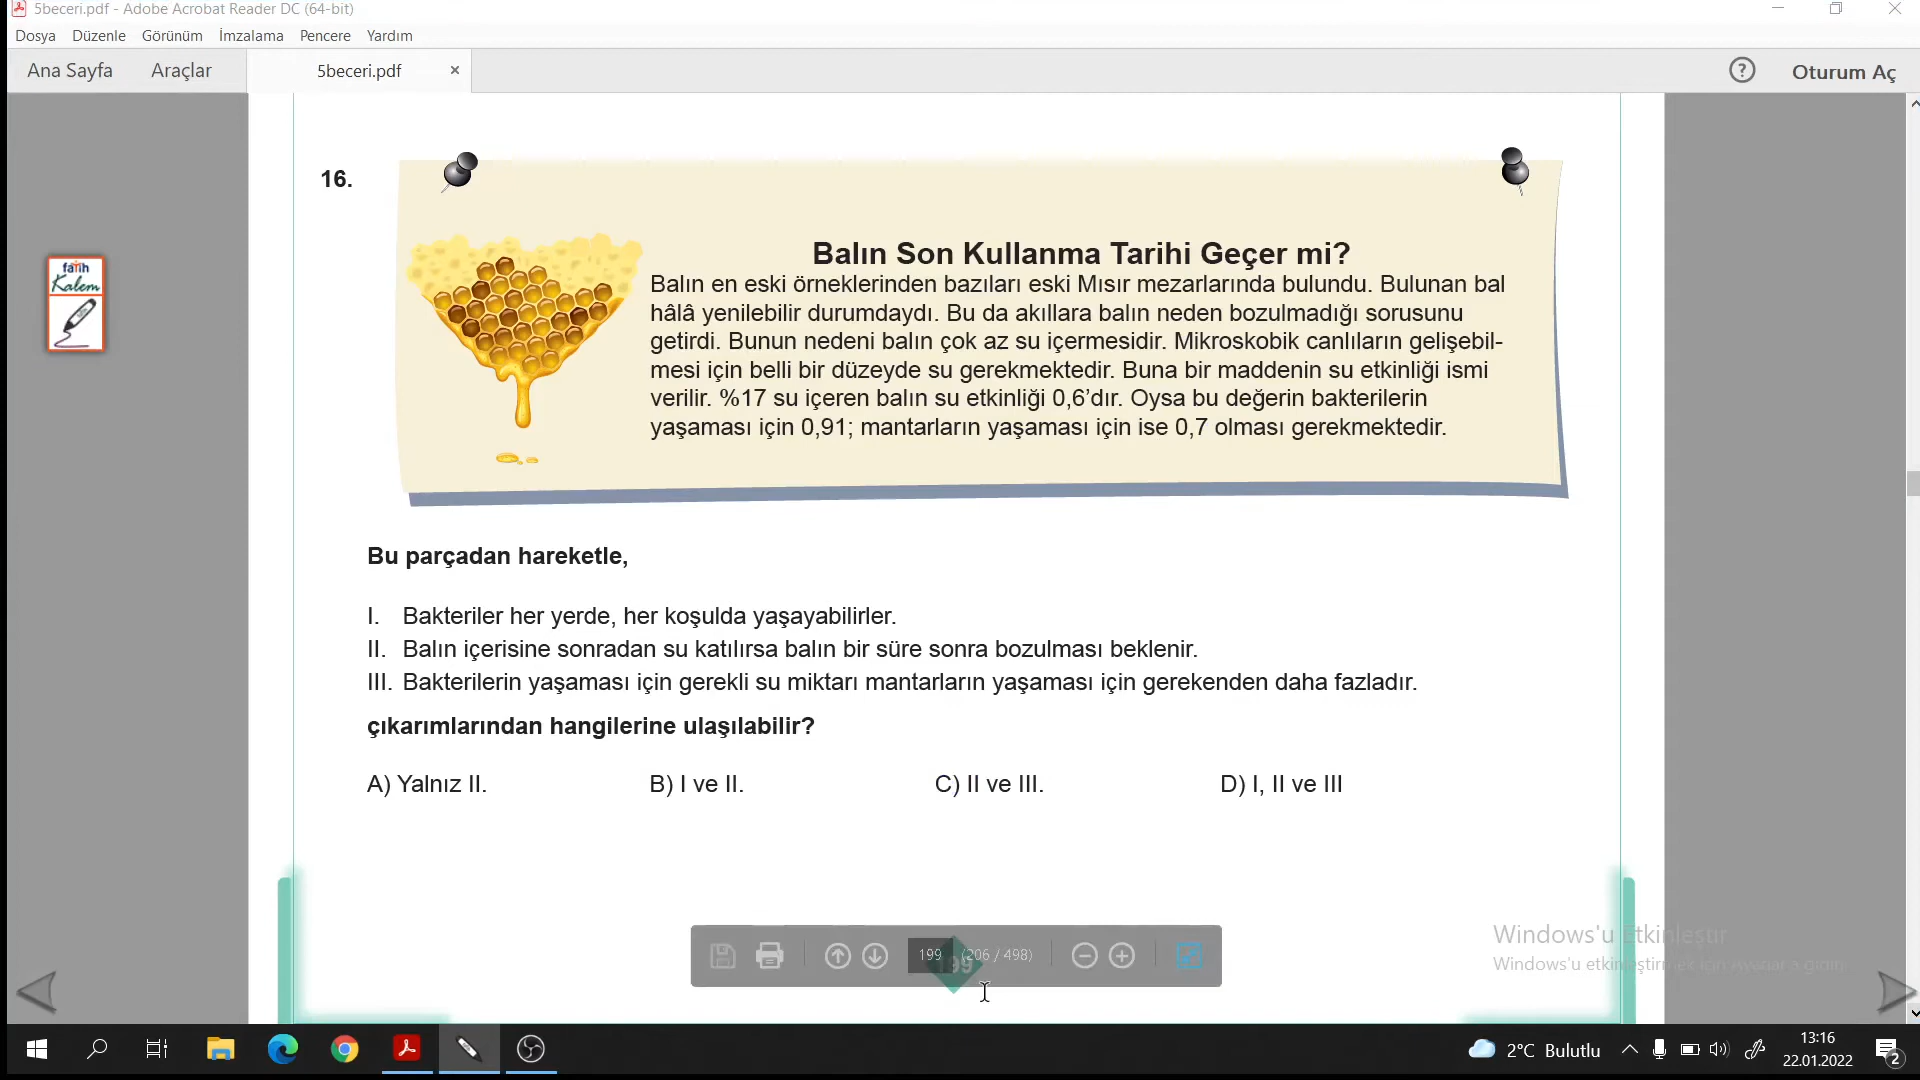 5beceri.pdf - Adobe Acrobat Reader DC (64-bit)
Dosya Düzenle Görünüm İmzalama Pencere Yardım
Ana Sayfa Araçlar 5beceri.pdf × ? Oturum Aç
16.
fatih
Kalem
Balın Son Kullanma Tarihi Geçer mi?
Balın en eski örneklerinden bazıları eski Mısır mezarlarında bulundu. Bulunan bal
hâlâ yenilebilir durumdaydı. Bu da akıllara balın neden bozulmadığı sorusunu
getirdi. Bunun nedeni balın çok az su içermesidir. Mikroskobik canlıların gelişebil-
mesi için belli bir düzeyde su gerekmektedir. Buna bir maddenin su etkinliği ismi
verilir. %17 su içeren balın su etkinliği 0,6’dır. Oysa bu değerin bakterilerin
yaşaması için 0,91; mantarların yaşaması için ise 0,7 olması gerekmektedir.
Bu parçadan hareketle,
I. Bakteriler her yerde, her koşulda yaşayabilirler.
II. Balın içerisine sonradan su katılırsa balın bir süre sonra bozulması beklenir.
III. Bakterilerin yaşaması için gerekli su miktarı mantarların yaşaması için gerekenden daha fazladır.
çıkarımlarından hangilerine ulaşılabilir?
A) Yalnız II. B) I ve II. C) II ve III. D) I, II ve III
Windows'u Etkinleştir
Windows'u etkinleştirmek için ayarlar'a gidin.
199 (206 / 498)
199
2°C Bulutlu
13:16
22.01.2022
2